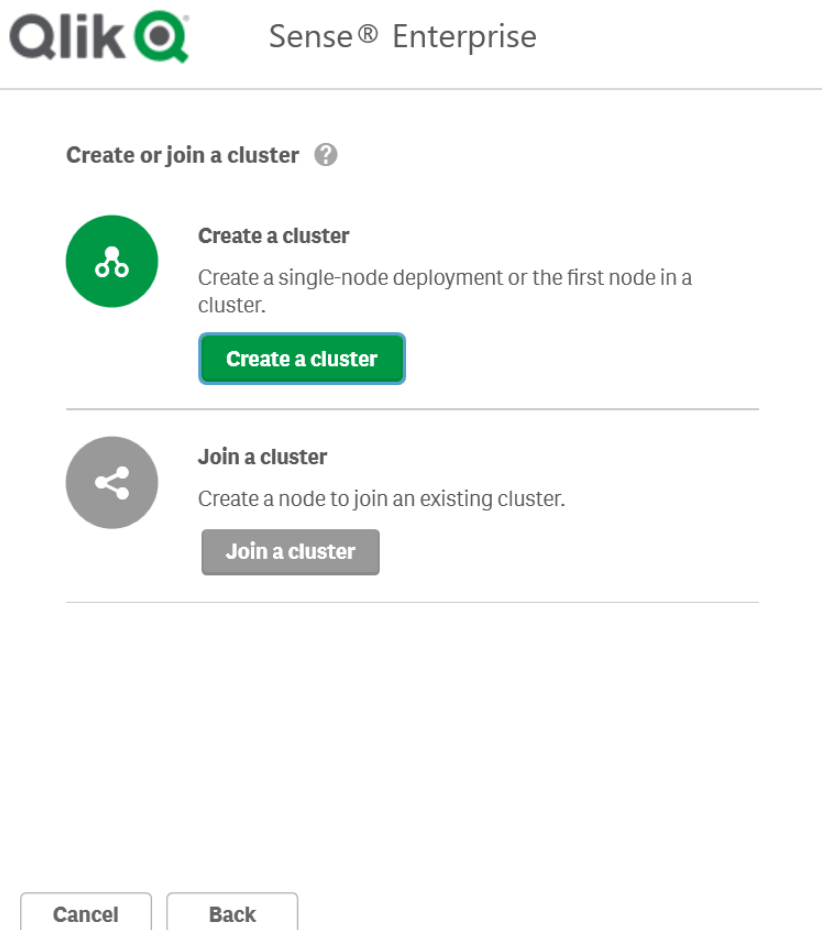 Qlik Sense® Enterprise
Create or join a cluster ?
Create a cluster
Create a single-node deployment or the first node in a
cluster.
Create a cluster
Join a cluster
Create a node to join an existing cluster.
Join a cluster
Cancel Back